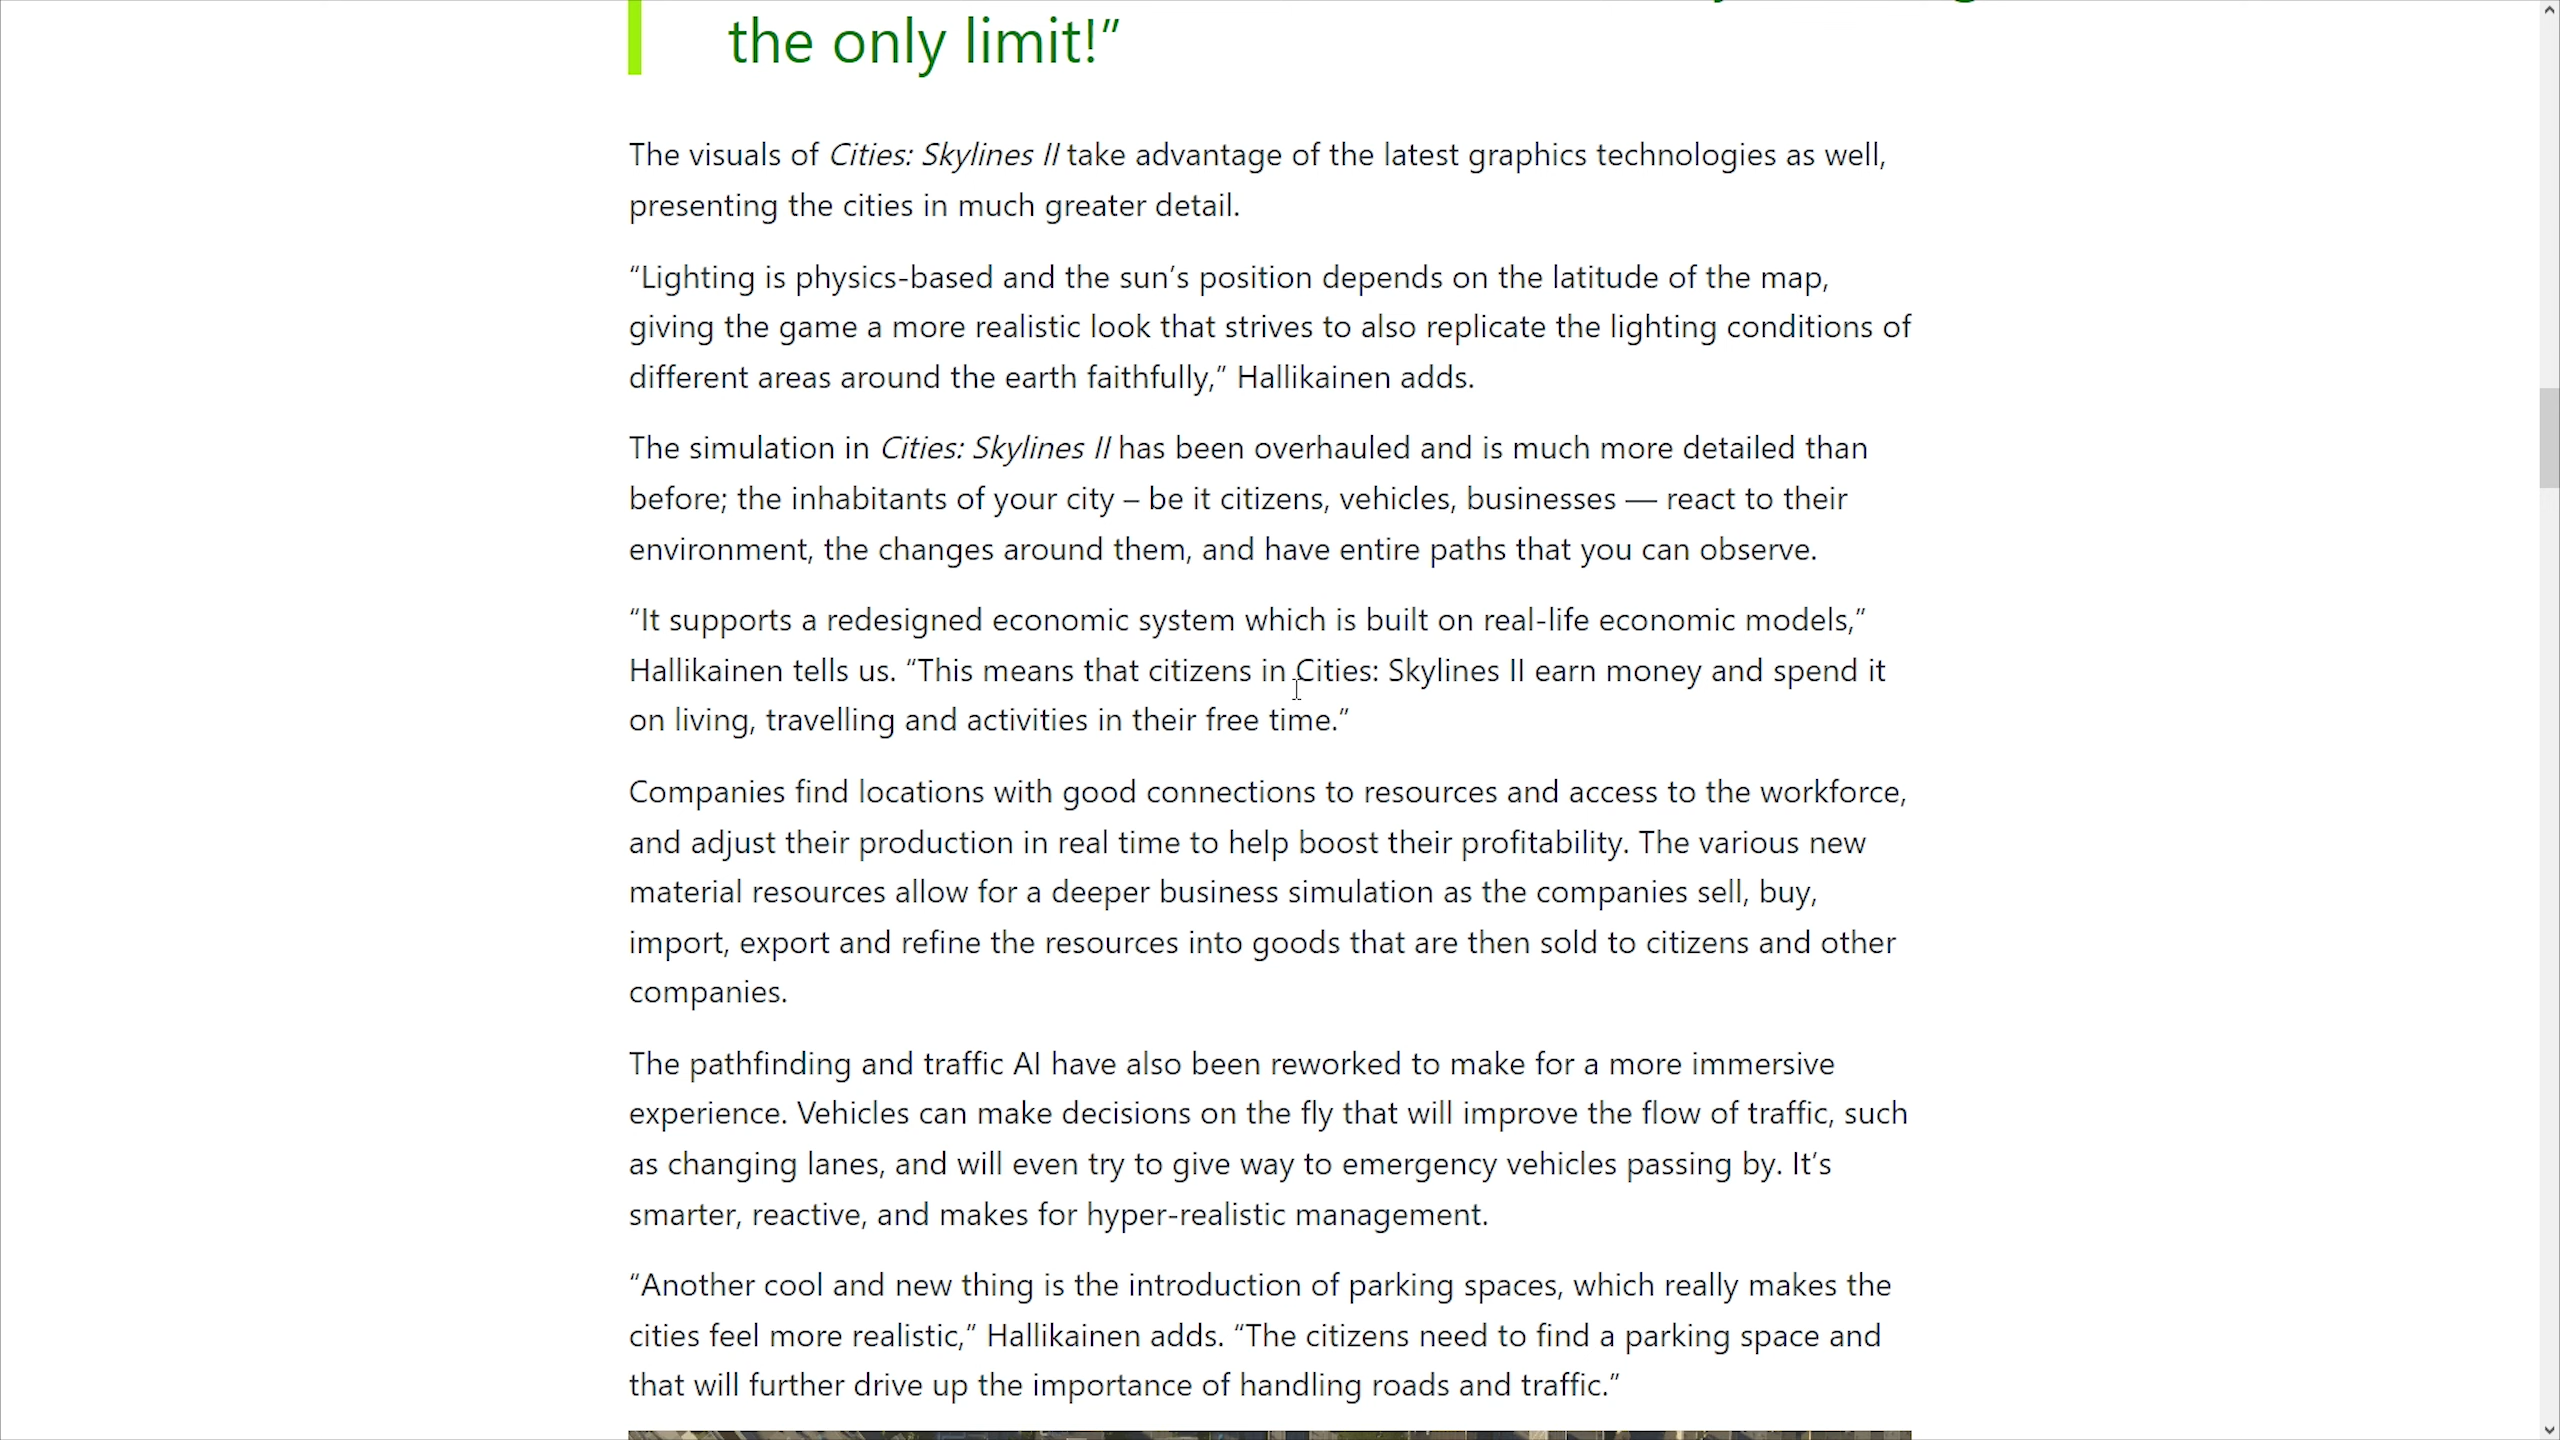 the only limit!”
The visuals of Cities: Skylines II take advantage of the latest graphics technologies as well,
presenting the cities in much greater detail.
“Lighting is physics-based and the sun’s position depends on the latitude of the map,
giving the game a more realistic look that strives to also replicate the lighting conditions of
different areas around the earth faithfully,” Hallikainen adds.
The simulation in Cities: Skylines II has been overhauled and is much more detailed than
before; the inhabitants of your city – be it citizens, vehicles, businesses — react to their
environment, the changes around them, and have entire paths that you can observe.
“It supports a redesigned economic system which is built on real-life economic models,”
Hallikainen tells us. “This means that citizens in Cities: Skylines II earn money and spend it
on living, travelling and activities in their free time.”
Companies find locations with good connections to resources and access to the workforce,
and adjust their production in real time to help boost their profitability. The various new
material resources allow for a deeper business simulation as the companies sell, buy,
import, export and refine the resources into goods that are then sold to citizens and other
companies.
The pathfinding and traffic AI have also been reworked to make for a more immersive
experience. Vehicles can make decisions on the fly that will improve the flow of traffic, such
as changing lanes, and will even try to give way to emergency vehicles passing by. It’s
smarter, reactive, and makes for hyper-realistic management.
“Another cool and new thing is the introduction of parking spaces, which really makes the
cities feel more realistic,” Hallikainen adds. “The citizens need to find a parking space and
that will further drive up the importance of handling roads and traffic.”